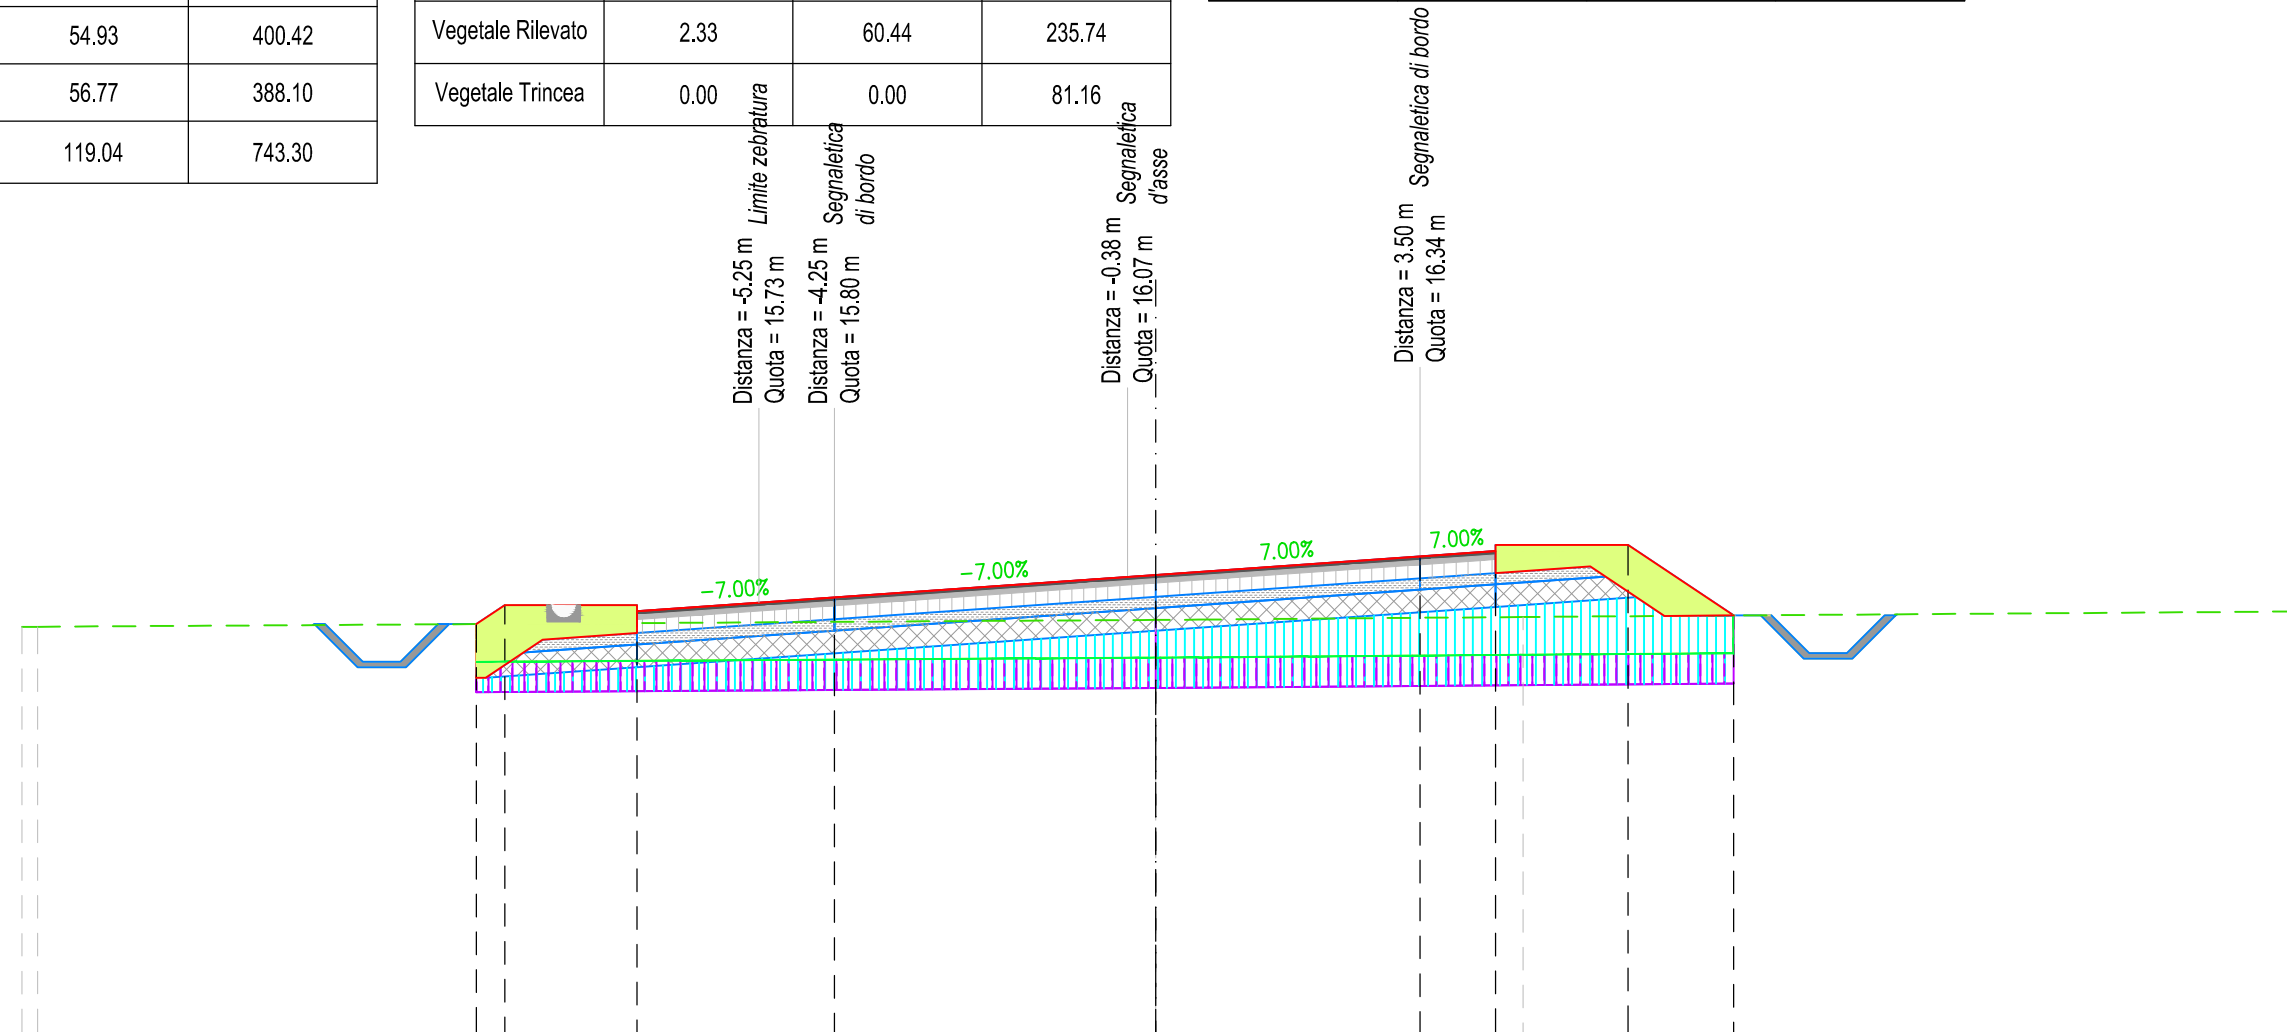 54.93 400.42
56.77 388.10
119.04 743.30
Vegetale Rilevato 2.33 60.44 235.74
Vegetale Trincea 0.00 0.00 81.16
Distanza = -5.25 m Limite zebratura
Quota = 15.73 m
Distanza = -4.25 m Segnaletica
di bordo
Quota = 15.80 m
Distanza = -0.38 m Segnaletica
d'asse
Quota = 16.07 m
Distanza = 3.50 m Segnaletica di bordo
Quota = 16.34 m
-7.00%
-7.00%
7.00%
7.00%